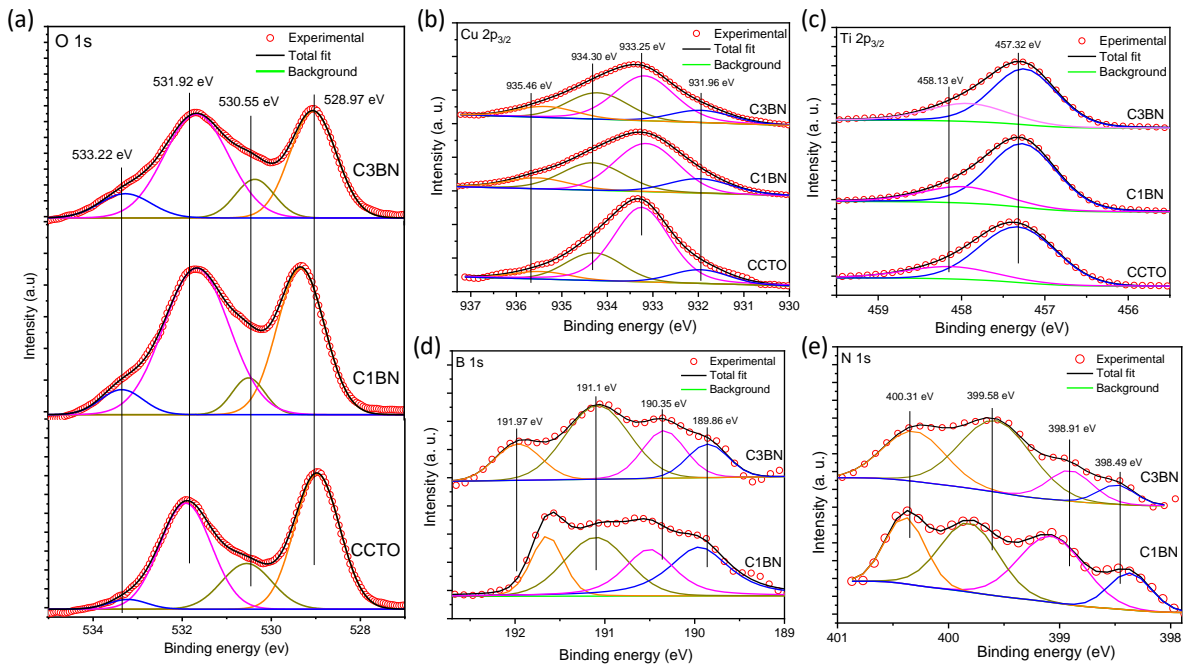 (a)
O 1s
Experimental
Total fit
Background
531.92 eV
530.55 eV
528.97 eV
533.22 eV
C3BN
C1BN
CCTO
Intensity (a.u)
534
532
530
528
Binding energy (ev)
(b)
Cu 2p3/2
Experimental
Total fit
Background
933.25 eV
934.30 eV
935.46 eV
931.96 eV
C3BN
C1BN
CCTO
Intensity (a. u.)
937
936
935
934
933
932
931
930
Binding energy (eV)
(c)
Ti 2p3/2
Experimental
Total fit
Background
457.32 eV
458.13 eV
C3BN
C1BN
CCTO
Intensity (a. u.)
459
458
457
456
Binding energy (eV)
(d)
B 1s
Experimental
Total fit
Background
191.1 eV
190.35 eV
191.97 eV
189.86 eV
C3BN
C1BN
Intensity (a. u.)
192
191
190
189
Binding energy (eV)
(e)
N 1s
Experimental
Total fit
Background
399.58 eV
400.31 eV
398.91 eV
398.49 eV
C3BN
C1BN
Intensity (a. u.)
401
400
399
398
Binding energy (eV)